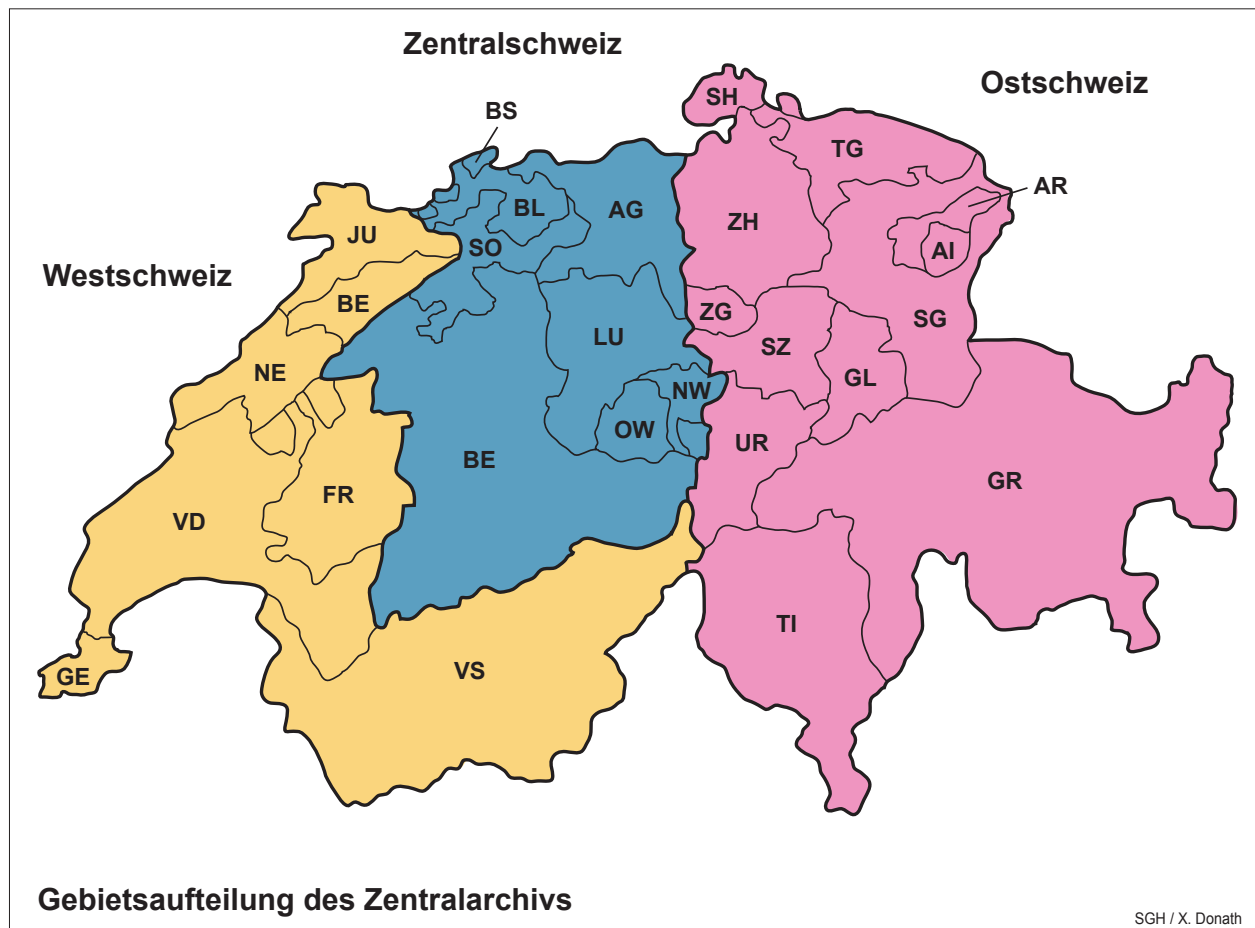 Zentralschweiz
Ostschweiz
Westschweiz
BS
SH
TG
AR
BL
AG
ZH
JU
SO
AI
BE
ZG
SG
LU
SZ
NE
GL
NW
OW
UR
BE
FR
GR
VD
TI
VS
GE
Gebietsaufteilung des Zentralarchivs
SGH / X. Donath